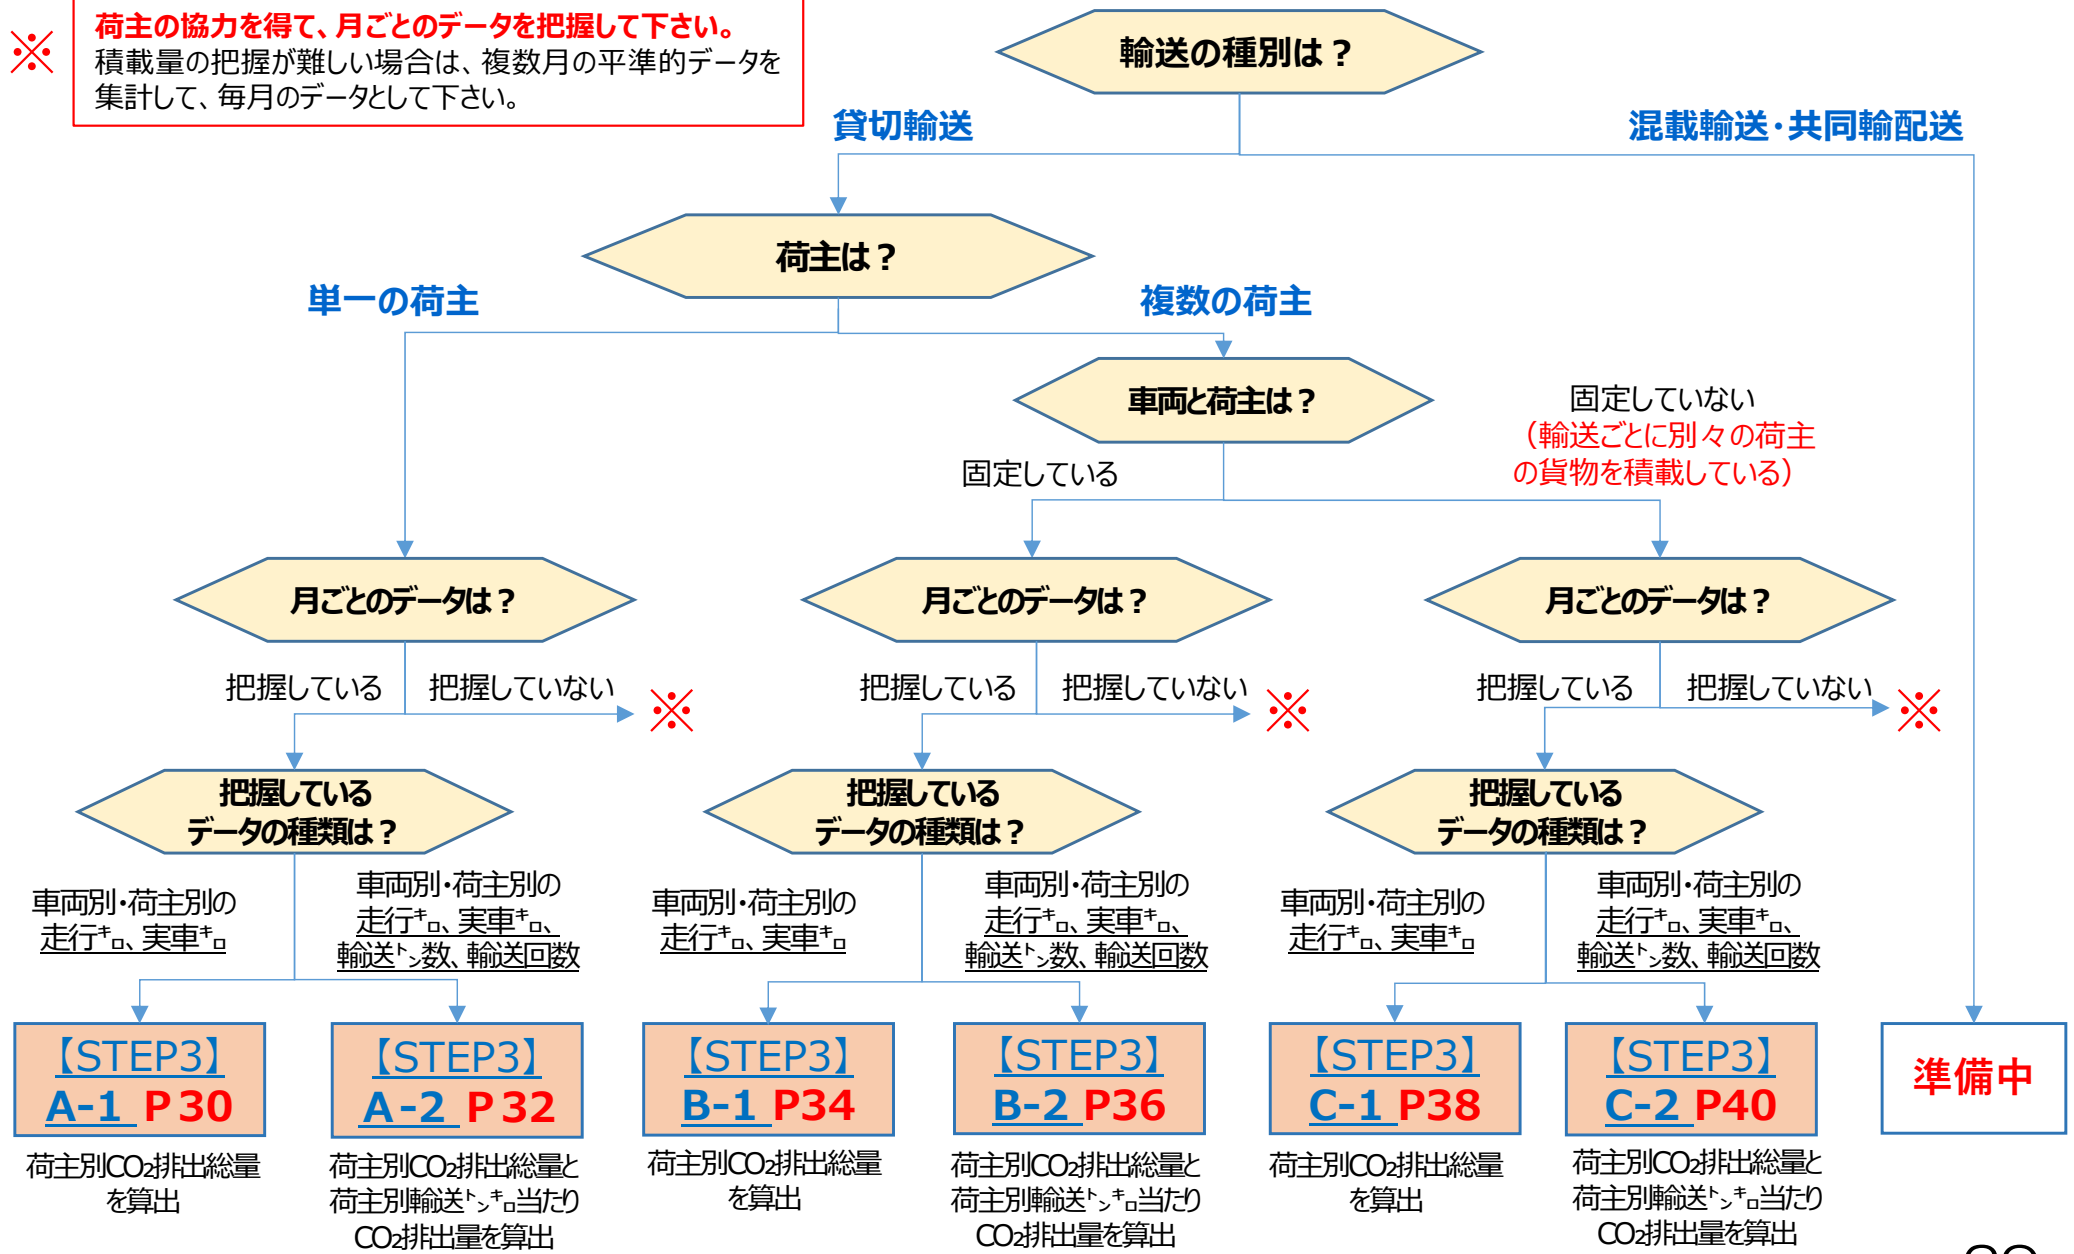 ※
荷主の協力を得て、月ごとのデータを把握して下さい。
積載量の把握が難しい場合は、複数月の平準的データを
集計して、毎月のデータとして下さい。
輸送の種別は？
貸切輸送
混載輸送・共同輸配送
荷主は？
単一の荷主
複数の荷主
車両と荷主は？
固定している
固定していない
（輸送ごとに別々の荷主
の貨物を積載している）
月ごとのデータは？
月ごとのデータは？
月ごとのデータは？
把握している
把握していない
※
把握している
把握していない
※
把握している
把握していない
※
把握している
データの種類は？
把握している
データの種類は？
把握している
データの種類は？
車両別・荷主別の
走行ｷﾛ、実車ｷﾛ
車両別・荷主別の
走行ｷﾛ、実車ｷﾛ、
輸送ﾄﾝ数、輸送回数
車両別・荷主別の
走行ｷﾛ、実車ｷﾛ
車両別・荷主別の
走行ｷﾛ、実車ｷﾛ、
輸送ﾄﾝ数、輸送回数
車両別・荷主別の
走行ｷﾛ、実車ｷﾛ
車両別・荷主別の
走行ｷﾛ、実車ｷﾛ、
輸送ﾄﾝ数、輸送回数
【STEP3】
A-1 P30
【STEP3】
A-2 P32
【STEP3】
B-1 P34
【STEP3】
B-2 P36
【STEP3】
C-1 P38
【STEP3】
C-2 P40
準備中
荷主別CO₂排出総量
を算出
荷主別CO₂排出総量と
荷主別輸送ﾄﾝｷﾛ当たり
CO₂排出量を算出
荷主別CO₂排出総量
を算出
荷主別CO₂排出総量と
荷主別輸送ﾄﾝｷﾛ当たり
CO₂排出量を算出
荷主別CO₂排出総量
を算出
荷主別CO₂排出総量と
荷主別輸送ﾄﾝｷﾛ当たり
CO₂排出量を算出